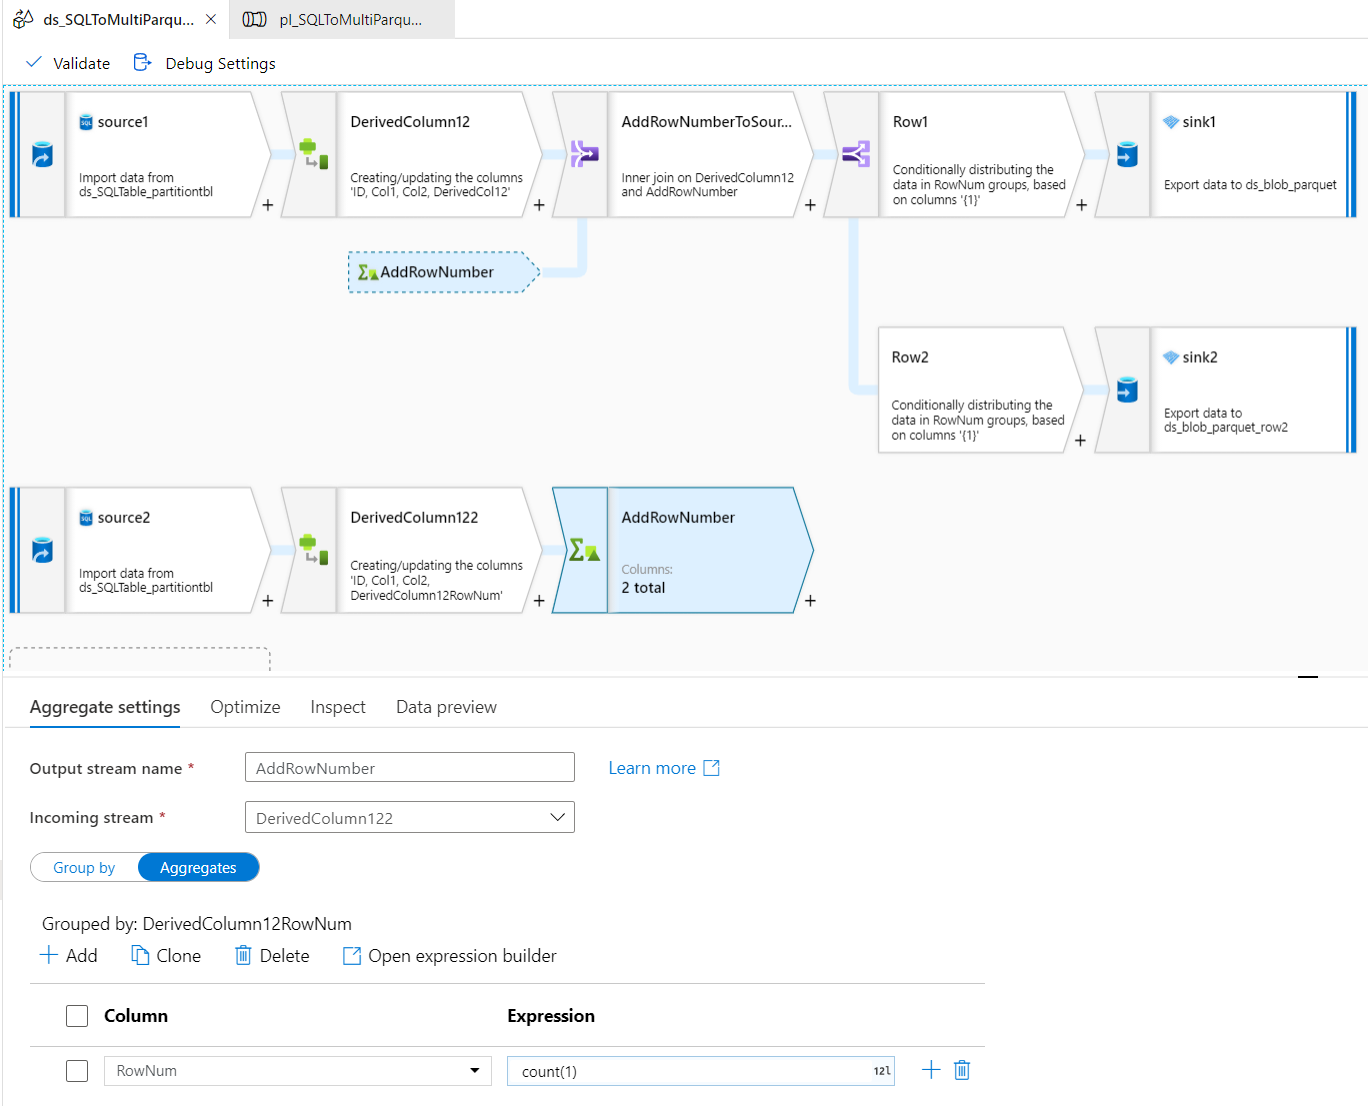 ds_SQLToMultiParqu...
pl_SQLToMultiParqu...
Validate
Debug Settings
source1
Import data from
ds_SQLTable_partitiontbl
+
DerivedColumn12
Creating/updating the columns
'ID, Col1, Col2, DerivedCol12'
+
AddRowNumberToSour...
Inner join on DerivedColumn12
and AddRowNumber
+
Row1
Conditionally distributing the
data in RowNum groups, based
on columns '{1}'
+
sink1
Export data to ds_blob_parquet
AddRowNumber
Row2
Conditionally distributing the
data in RowNum groups, based
on columns '{1}'
+
sink2
Export data to
ds_blob_parquet_row2
source2
Import data from
ds_SQLTable_partitiontbl
+
DerivedColumn122
Creating/updating the columns
'ID, Col1, Col2,
DerivedColumn12RowNum'
+
AddRowNumber
Columns:
2 total
+
Aggregate settings
Optimize
Inspect
Data preview
Output stream name *
AddRowNumber
Learn more
Incoming stream *
DerivedColumn122
Group by
Aggregates
Grouped by: DerivedColumn12RowNum
Add
Clone
Delete
Open expression builder
Column
Expression
RowNum
count(1)
12l